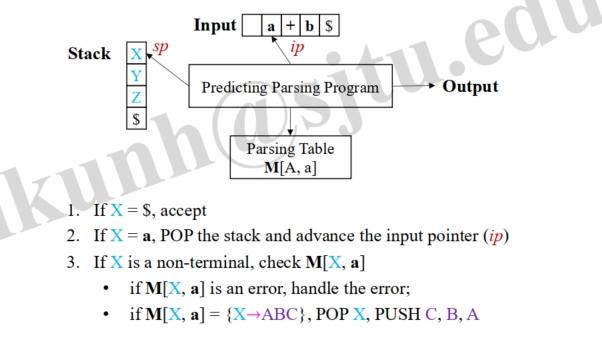 Input a + b $
Stack X sp ip
Y
Z
$
Predicting Parsing Program
Output
Parsing Table
M[A, a]
1. If X = $, accept
2. If X = a, POP the stack and advance the input pointer (ip)
3. If X is a non-terminal, check M[X, a]
• if M[X, a] is an error, handle the error;
• if M[X, a] = {X→ABC}, POP X, PUSH C, B, A
kunh@sjtu.edu